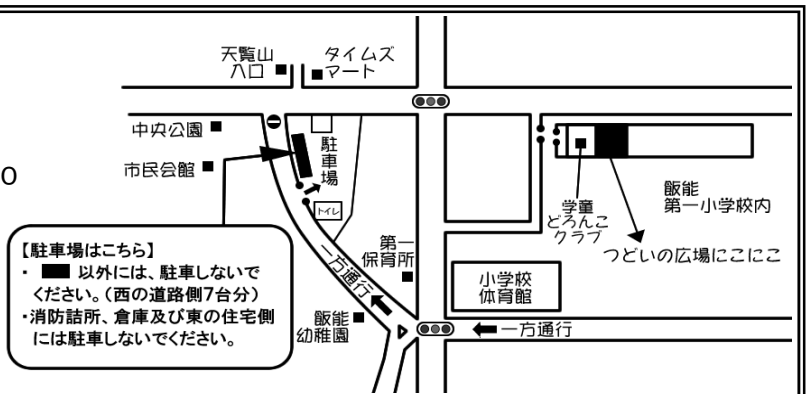 天覧山
入口
タイムズ
マート
中央公園
市民会館
駐車場
トイレ
第一
保育所
一方通行
飯能
幼稚園
飯能
第一小学校内
学童
どろんこ
クラブ
つどいの広場にこにこ
小学校
体育館
一方通行
0
【駐車場はこちら】
・ 以外には、駐車しないで
ください。(西の道路側7台分)
・消防詰所、倉庫及び東の住宅側
には駐車しないでください。